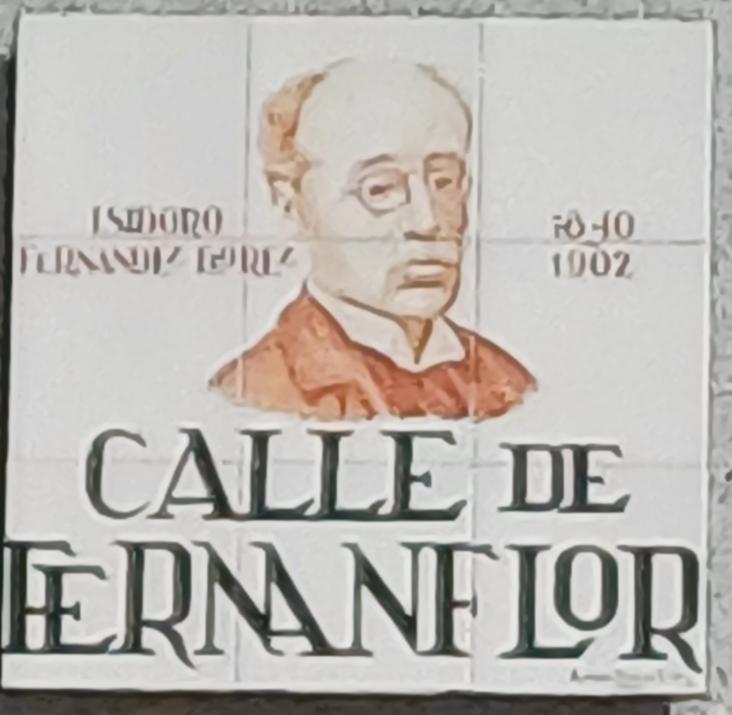 ISIDORO
FERNANDEZ FLOREZ
1840
1902
CALLE DE
FERNANFLOR